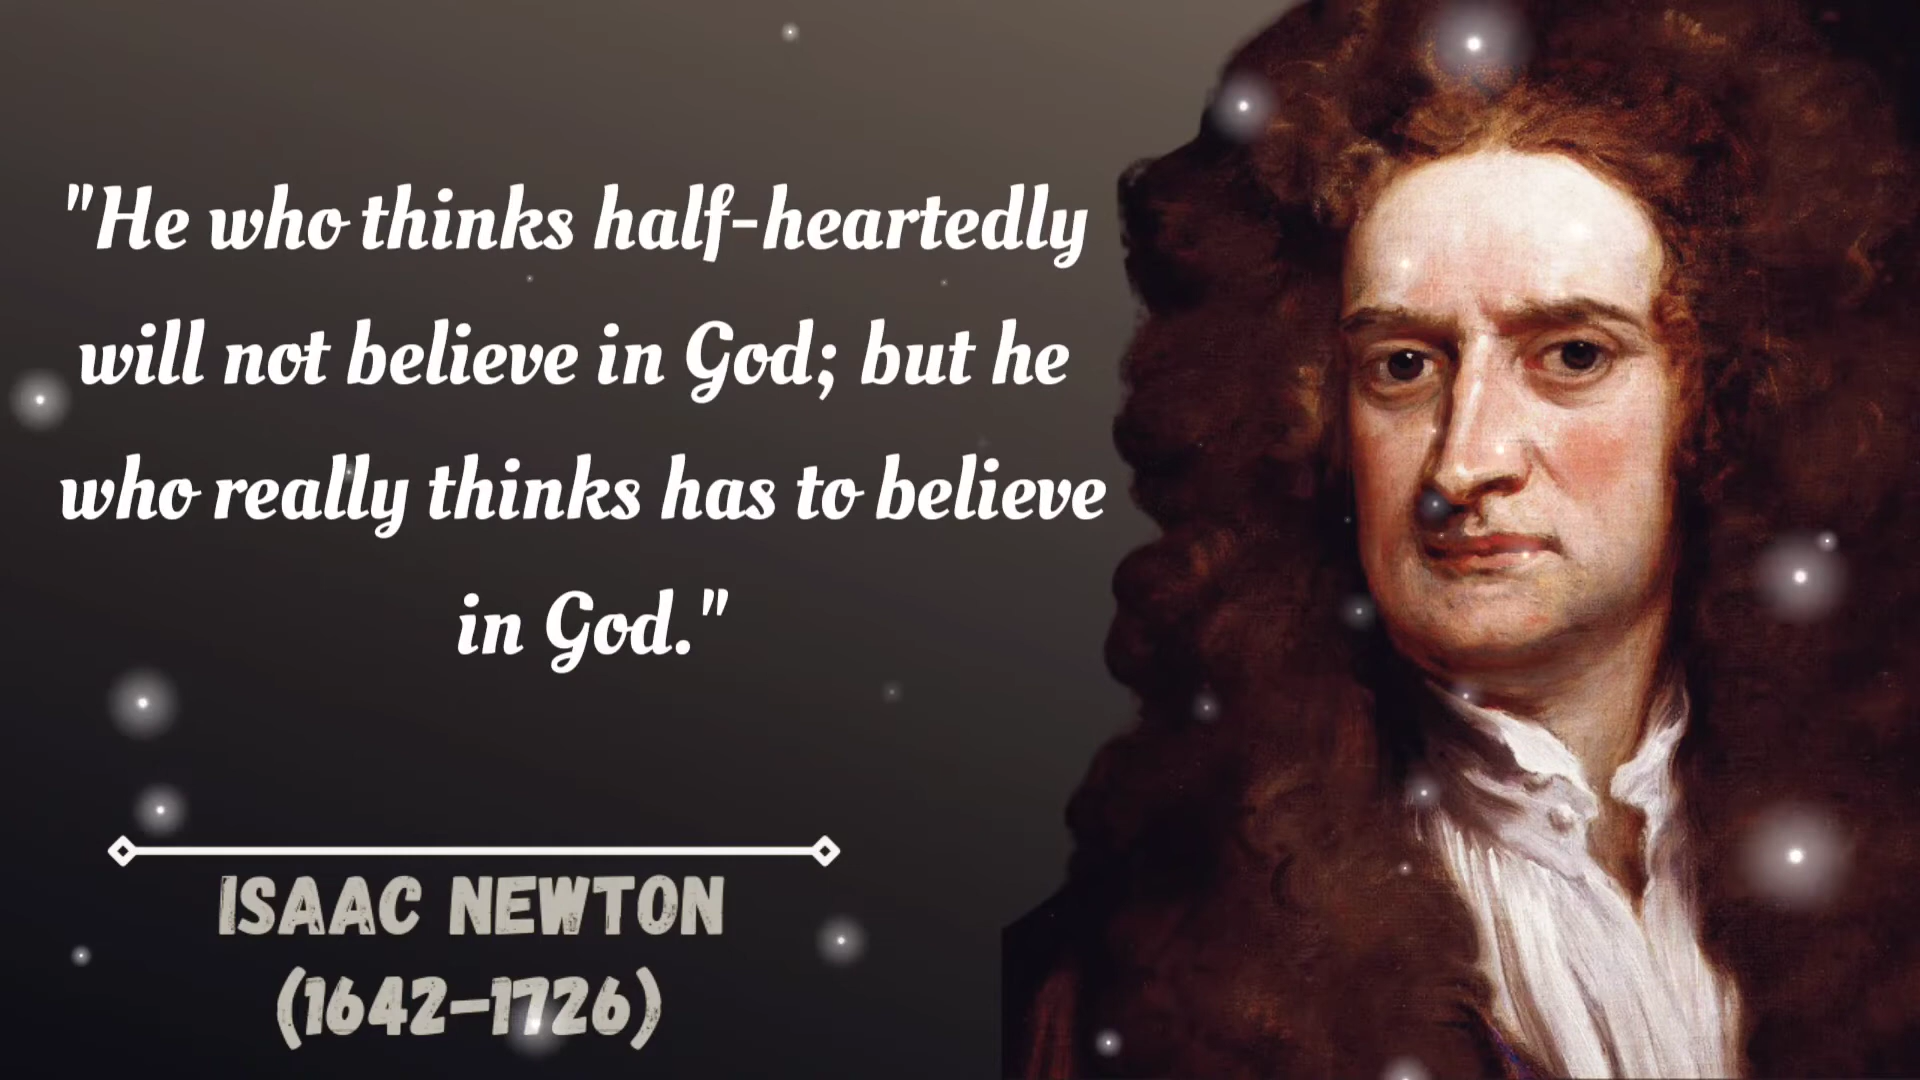 "He who thinks half-heartedly
will not believe in God; but he
who really thinks has to believe
in God."
ISAAC NEWTON
(1642–1726)